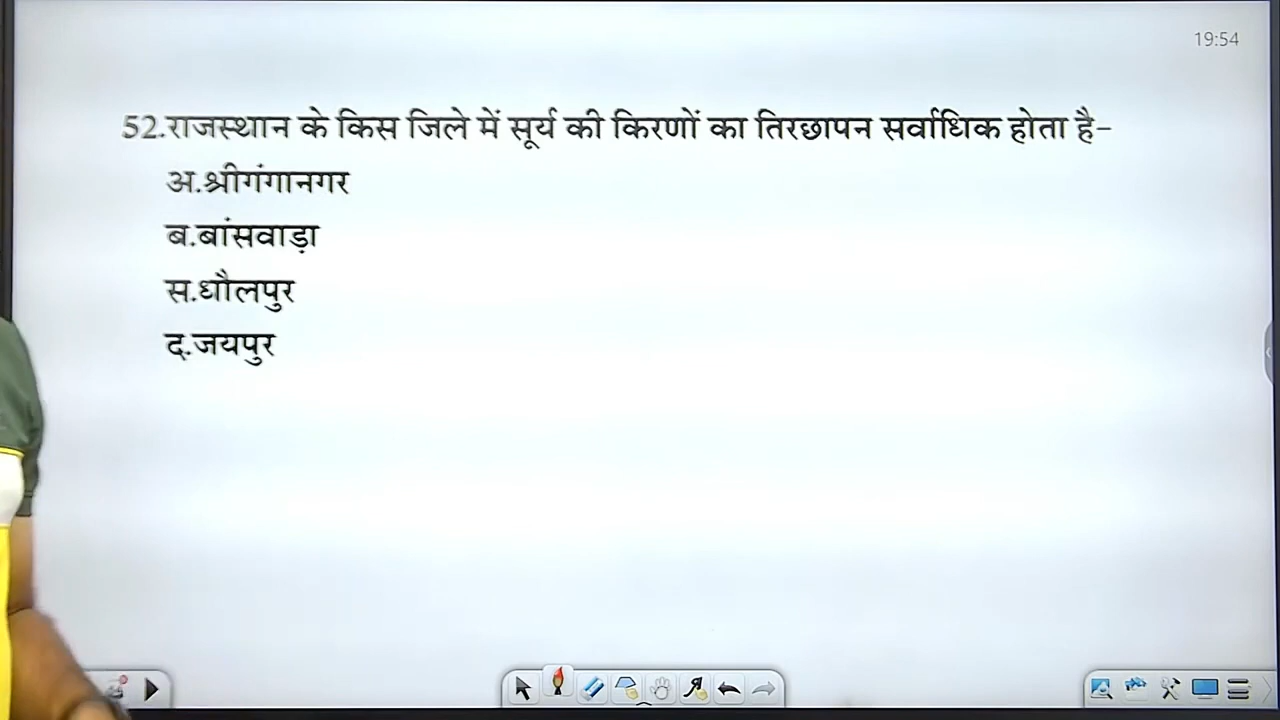 19:54
52.राजस्थान के किस जिले में सूर्य की किरणों का तिरछापन सर्वाधिक होता है-
अ.श्रीगंगानगर
ब.बांसवाड़ा
स.धौलपुर
द.जयपुर